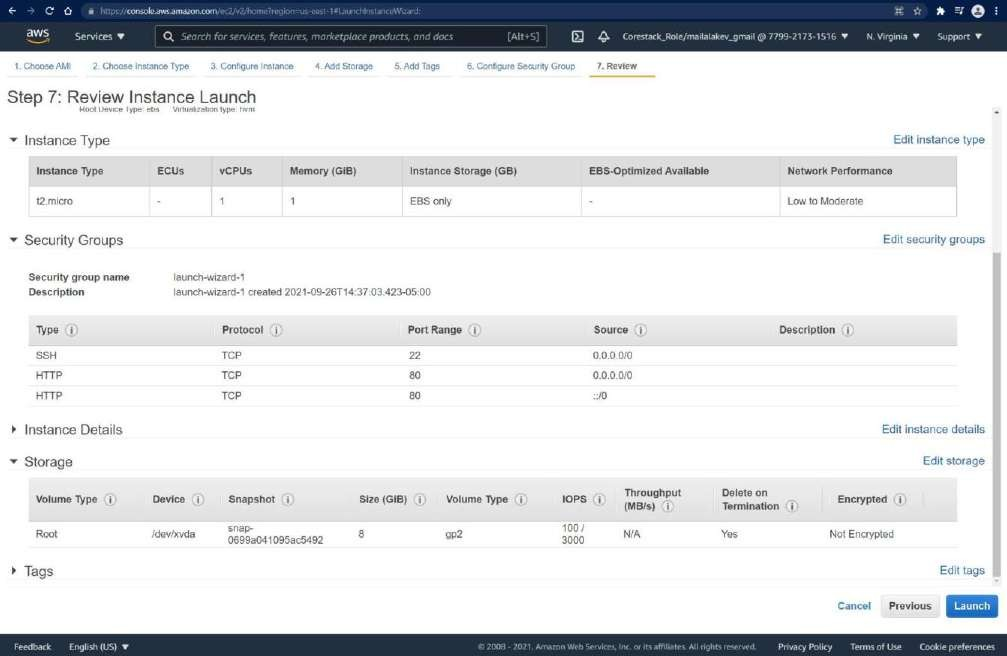 https://console.aws.amazon.com/ec2/v2/home?region=us-east-1#LaunchInstanceWizard:
aws Services Search for services, features, marketplace products, and docs [Alt+S] Corestack_Role/mailalakev_gmail @ 7799-2173-1516 N. Virginia Support
1. Choose AMI 2. Choose Instance Type 3. Configure Instance 4. Add Storage 5. Add Tags 6. Configure Security Group 7. Review
Step 7: Review Instance Launch
Root Device Type: ebs Virtualization type: hvm
Instance Type Edit instance type
Instance Type ECUs vCPUs Memory (GiB) Instance Storage (GB) EBS-Optimized Available Network Performance
t2.micro - 1 1 EBS only - Low to Moderate
Security Groups Edit security groups
Security group name launch-wizard-1
Description launch-wizard-1 created 2021-09-26T14:37:03.423-05:00
Type Protocol Port Range Source Description
SSH TCP 22 0.0.0.0/0
HTTP TCP 80 0.0.0.0/0
HTTP TCP 80 ::/0
Instance Details Edit instance details
Storage Edit storage
Volume Type Device Snapshot Size (GiB) Volume Type IOPS Throughput (MB/s) Delete on Termination Encrypted
Root /dev/xvda snap-0699a041095ac5492 8 gp2 100 / 3000 N/A Yes Not Encrypted
Tags Edit tags
Cancel Previous Launch
Feedback English (US) © 2008 - 2021, Amazon Web Services, Inc. or its affiliates. All rights reserved. Privacy Policy Terms of Use Cookie preferences